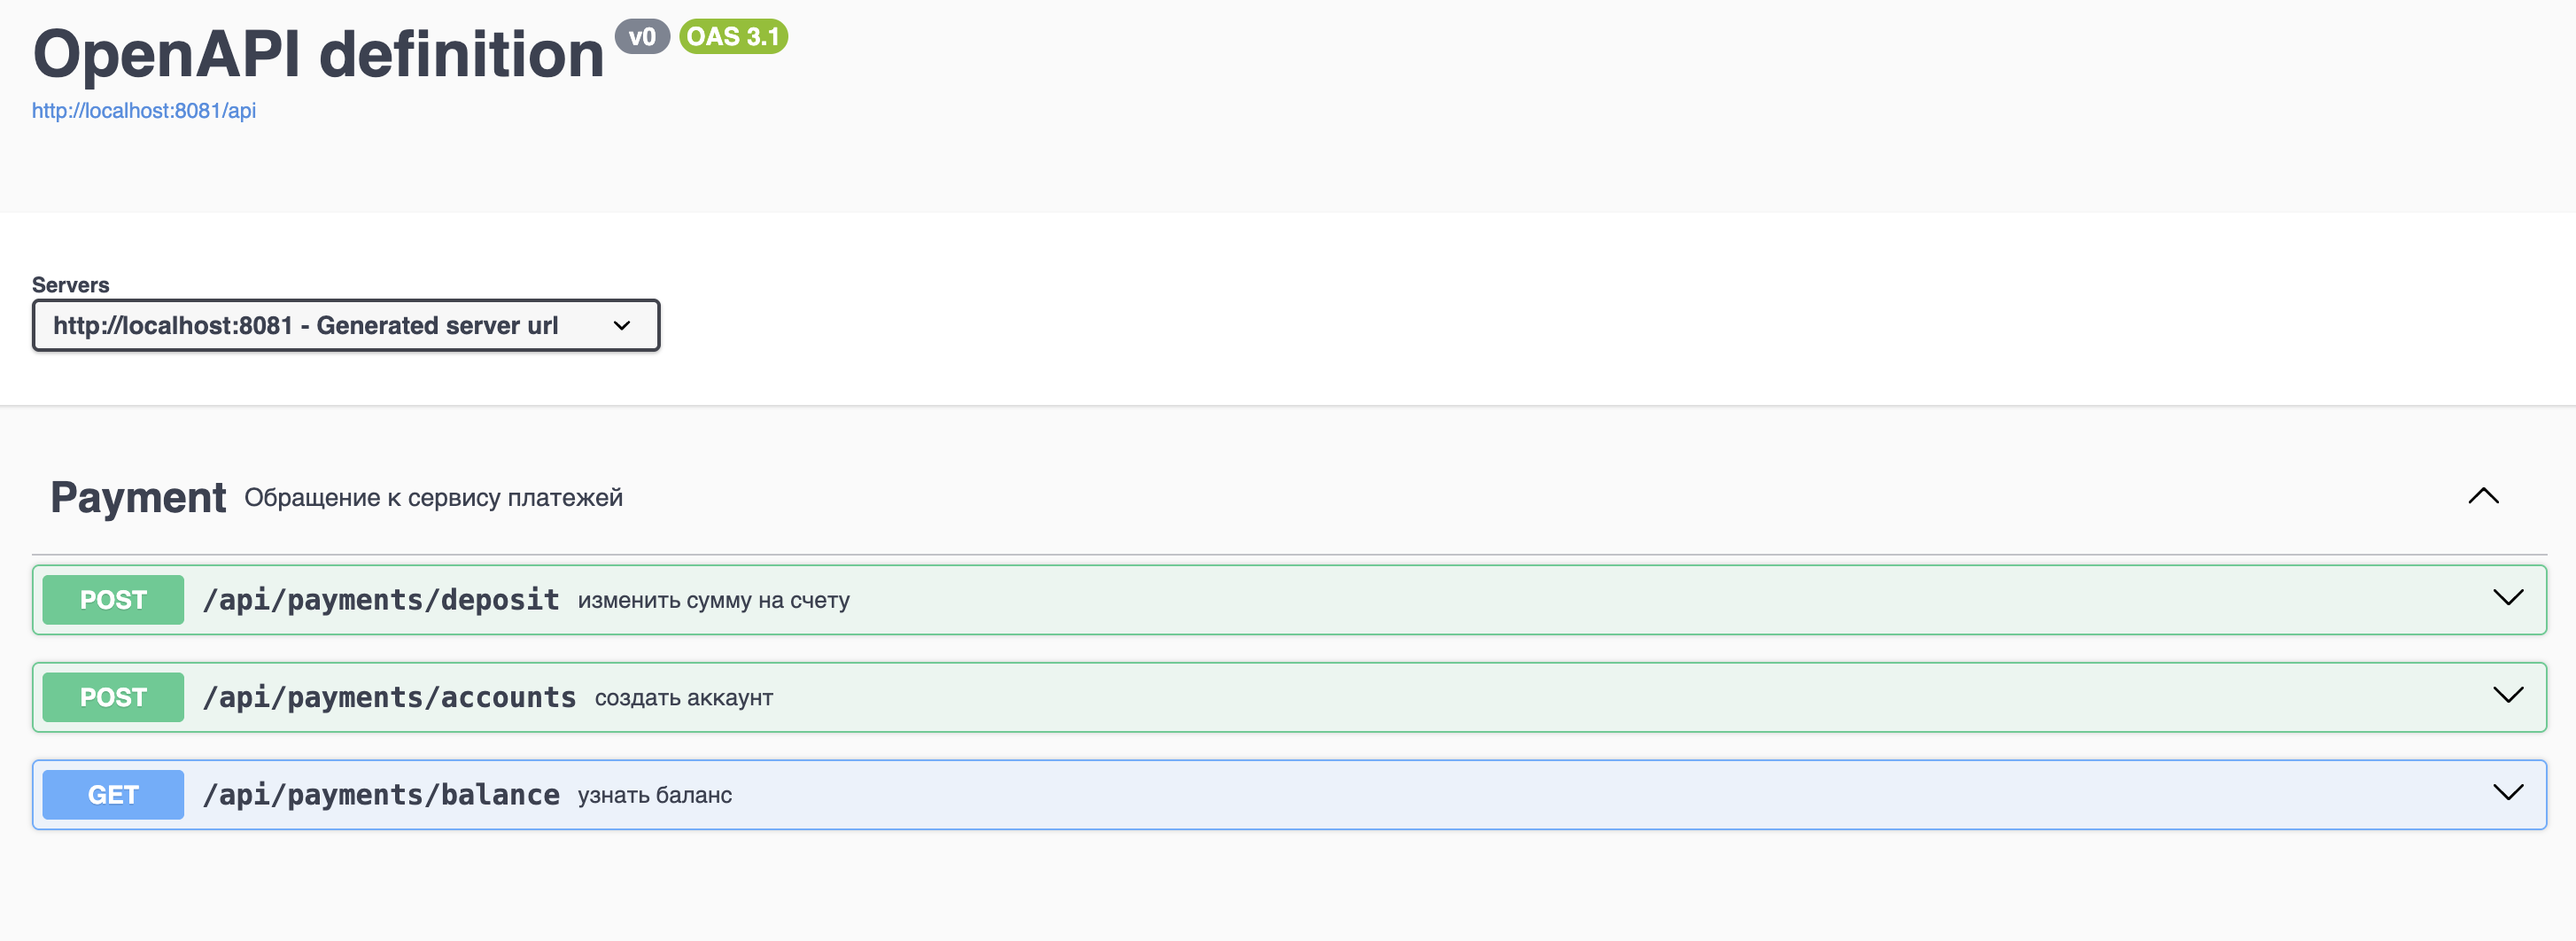 OpenAPI definition v0 OAS 3.1
http://localhost:8081/api
Servers
http://localhost:8081 - Generated server url
Payment Обращение к сервису платежей
POST /api/payments/deposit изменить сумму на счету
POST /api/payments/accounts создать аккаунт
GET /api/payments/balance узнать баланс